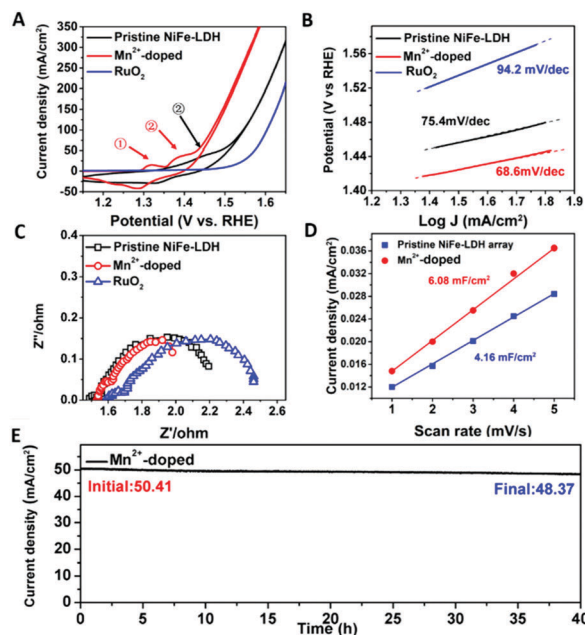 A
Pristine NiFe-LDH
Mn²⁺-doped
RuO₂
①
②
②
Current density (mA/cm²)
350
300
250
200
150
100
50
0
-50
1.2 1.3 1.4 1.5 1.6
Potential (V vs. RHE)
B
Pristine NiFe-LDH
Mn²⁺-doped
RuO₂
94.2 mV/dec
75.4mV/dec
68.6mV/dec
Potential (V vs RHE)
1.56
1.52
1.48
1.44
1.40
1.2 1.3 1.4 1.5 1.6 1.7 1.8 1.9 2.0
Log J (mA/cm²)
C
Pristine NiFe-LDH
Mn²⁺-doped
RuO₂
Z''/ohm
0.4
0.3
0.2
0.1
0.0
1.6 1.8 2.0 2.2 2.4 2.6
Z'/ohm
D
Pristine NiFe-LDH array
Mn²⁺-doped
6.08 mF/cm²
4.16 mF/cm²
Current density (mA/cm²)
0.036
0.030
0.024
0.018
0.012
1 2 3 4 5
Scan rate (mV/s)
E
Mn²⁺-doped
Initial:50.41
Final:48.37
Current density (mA/cm²)
60
50
40
30
20
10
0
0 5 10 15 20 25 30 35 40
Time (h)